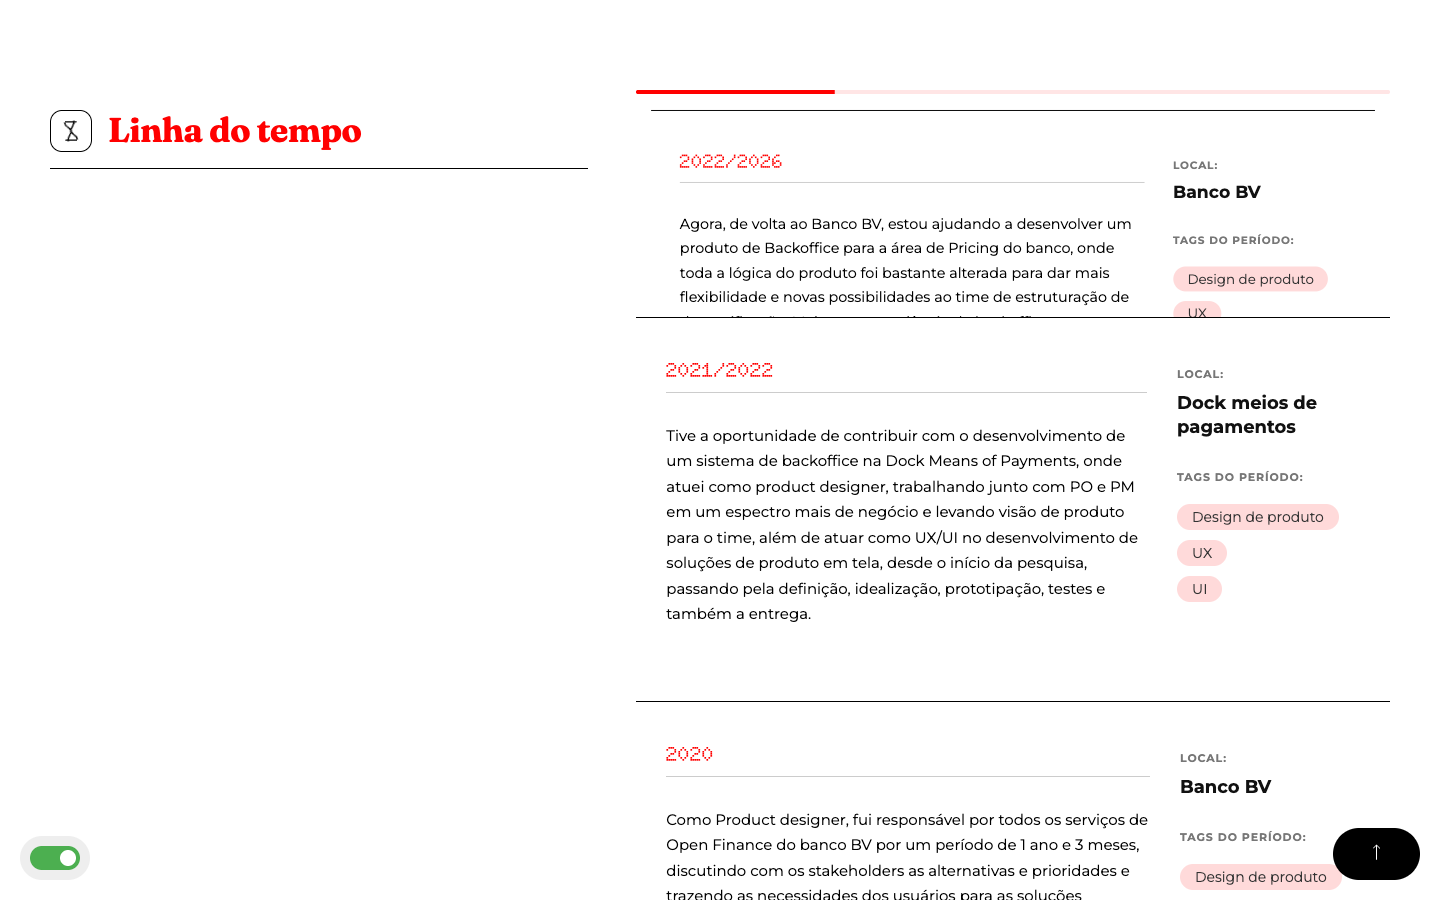 Linha do tempo
2022/2026
Agora, de volta ao Banco BV, estou ajudando a desenvolver um
produto de Backoffice para a área de Pricing do banco, onde
toda a lógica do produto foi bastante alterada para dar mais
flexibilidade e novas possibilidades ao time de estruturação de
LOCAL:
Banco BV
TAGS DO PERÍODO:
Design de produto
UX
2021/2022
Tive a oportunidade de contribuir com o desenvolvimento de
um sistema de backoffice na Dock Means of Payments, onde
atuei como product designer, trabalhando junto com PO e PM
em um espectro mais de negócio e levando visão de produto
para o time, além de atuar como UX/UI no desenvolvimento de
soluções de produto em tela, desde o início da pesquisa,
passando pela definição, idealização, prototipação, testes e
também a entrega.
LOCAL:
Dock meios de
pagamentos
TAGS DO PERÍODO:
Design de produto
UX
UI
2020
Como Product designer, fui responsável por todos os serviços de
Open Finance do banco BV por um período de 1 ano e 3 meses,
discutindo com os stakeholders as alternativas e prioridades e
trazendo as necessidades dos usuários para as soluções
LOCAL:
Banco BV
TAGS DO PERÍODO:
Design de produto
↑